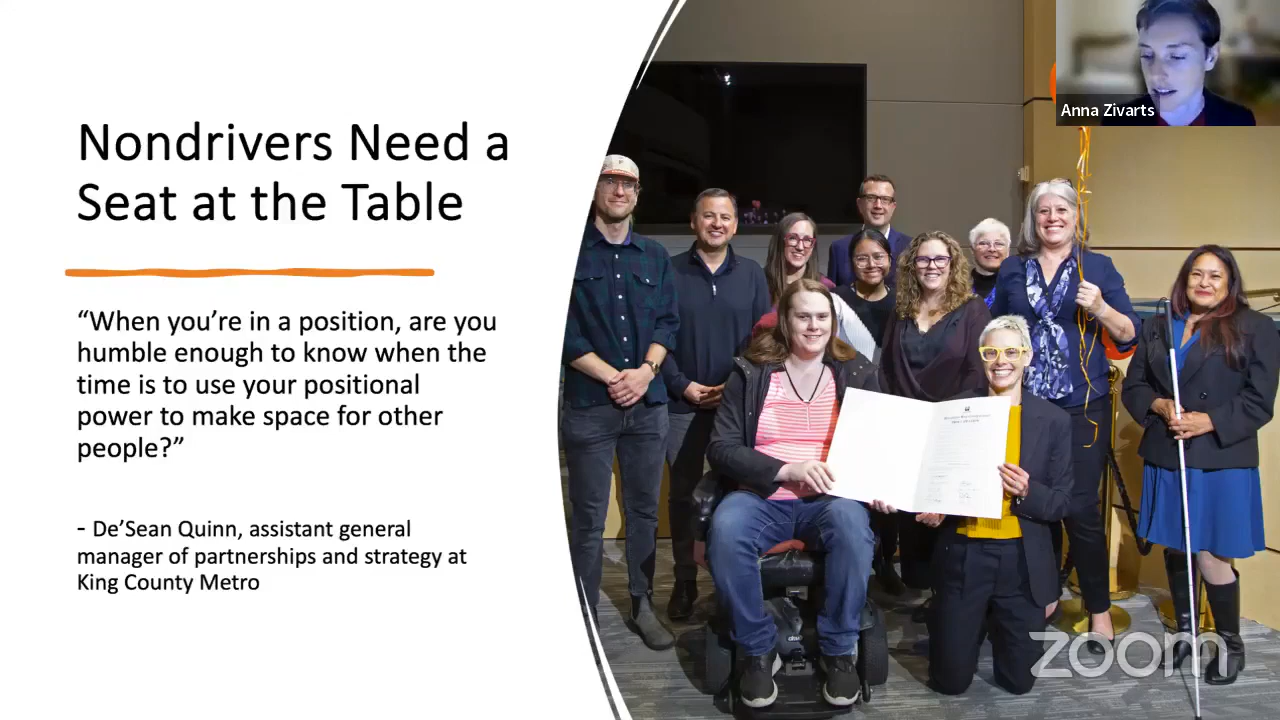 Nondrivers Need a
Seat at the Table
“When you’re in a position, are you
humble enough to know when the
time is to use your positional
power to make space for other
people?”
- De’Sean Quinn, assistant general
manager of partnerships and strategy at
King County Metro
Anna Zivarts
zoom